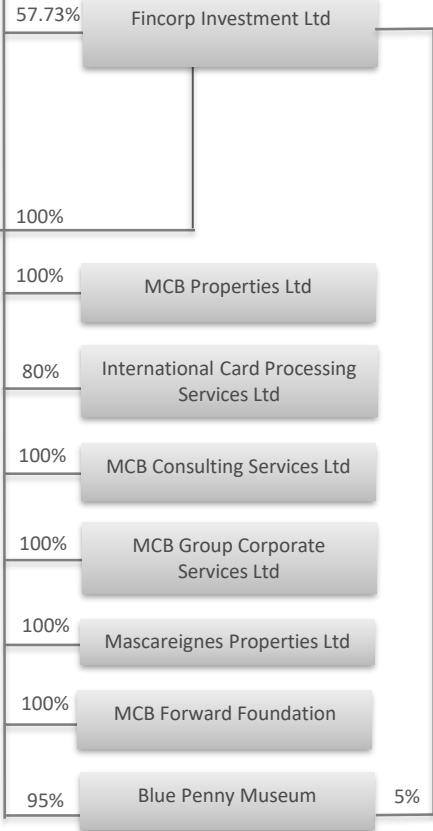 57.73%
Fincorp Investment Ltd
100%
100%
MCB Properties Ltd
80%
International Card Processing
Services Ltd
100%
MCB Consulting Services Ltd
100%
MCB Group Corporate
Services Ltd
100%
Mascareignes Properties Ltd
100%
MCB Forward Foundation
95%
Blue Penny Museum
5%